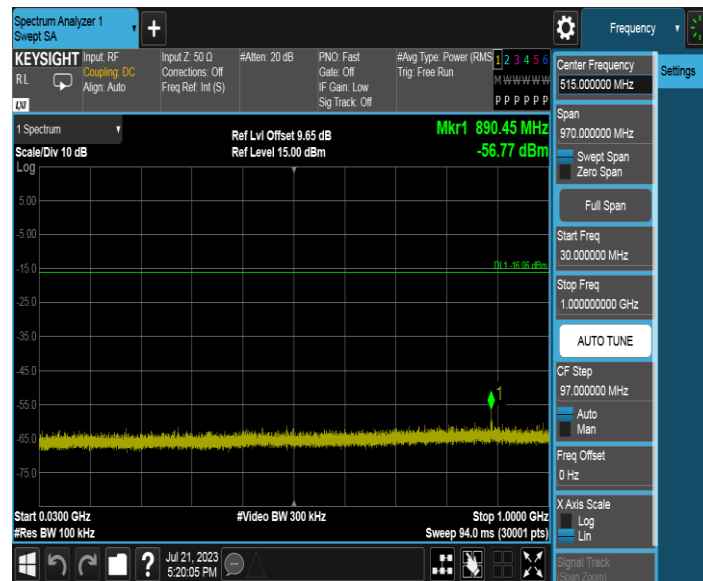 Spectrum Analyzer 1
Swept SA
+
Frequency
KEYSIGHT
RL
LXI
Input: RF
Coupling: DC
Align: Auto
Input Z: 50 Ω
Corrections: Off
Freq Ref: Int (S)
#Atten: 20 dB
PNO: Fast
Gate: Off
IF Gain: Low
Sig Track: Off
#Avg Type: Power (RMS
Trig: Free Run
1 2 3 4 5 6
M W W W W W
P P P P P P
1 Spectrum
Scale/Div 10 dB
Log
Ref Lvl Offset 9.65 dB
Ref Level 15.00 dBm
Mkr1 890.45 MHz
-56.77 dBm
5.00
-5.00
-15.0
DL1 -16.06 dBm
-25.0
-35.0
-45.0
-55.0
1
-65.0
-75.0
Start 0.0300 GHz
#Res BW 100 kHz
#Video BW 300 kHz
Stop 1.0000 GHz
Sweep 94.0 ms (30001 pts)
Center Frequency
515.000000 MHz
Settings
Span
970.000000 MHz
Swept Span
Zero Span
Full Span
Start Freq
30.000000 MHz
Stop Freq
1.000000000 GHz
AUTO TUNE
CF Step
97.000000 MHz
Auto
Man
Freq Offset
0 Hz
X Axis Scale
Log
Lin
Signal Track
(Span Zoom)
?
Jul 21, 2023
5:20:05 PM